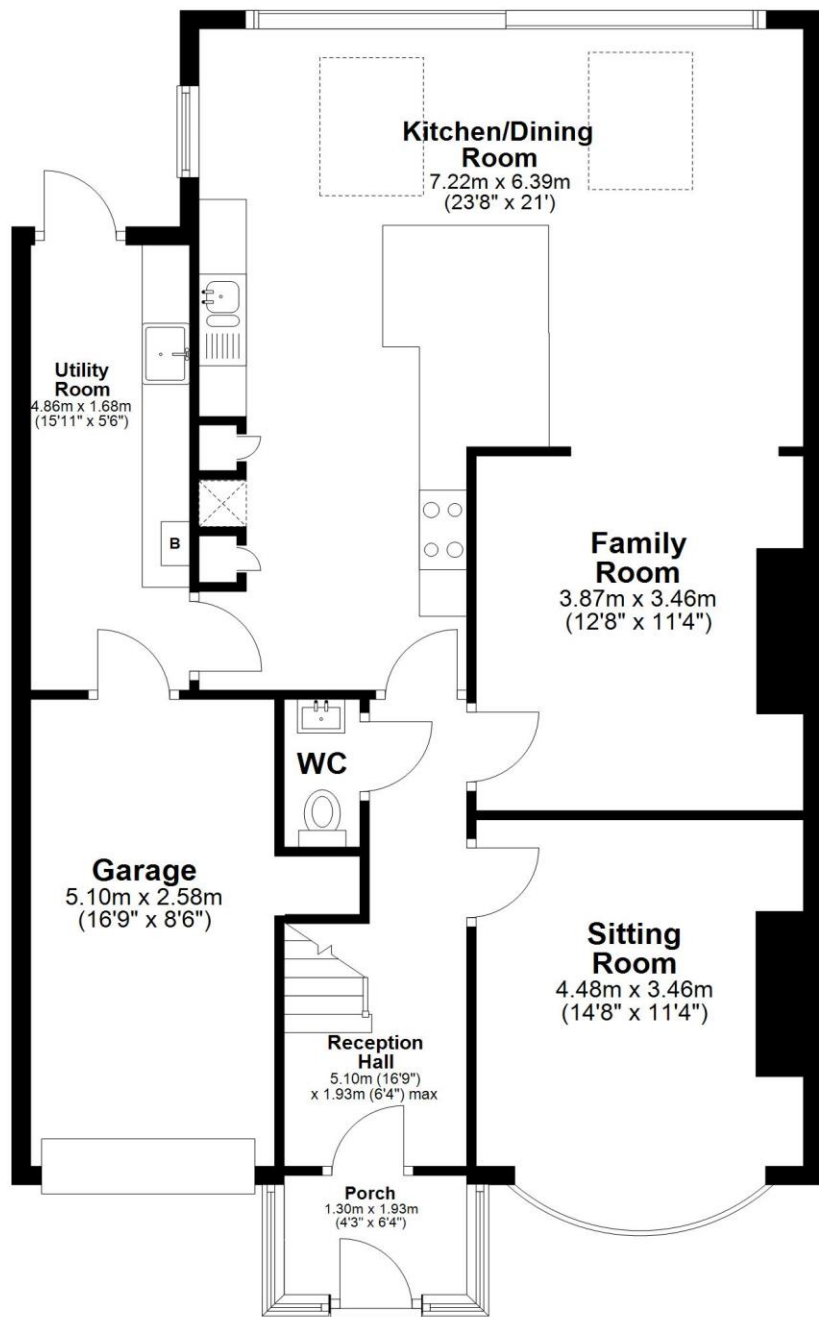 Kitchen/Dining
Room
7.22m x 6.39m
(23'8" x 21')
Utility
Room
4.86m x 1.68m
(15'11" x 5'6")
B
Family
Room
3.87m x 3.46m
(12'8" x 11'4")
WC
Garage
5.10m x 2.58m
(16'9" x 8'6")
Sitting
Room
4.48m x 3.46m
(14'8" x 11'4")
Reception
Hall
5.10m (16'9")
x 1.93m (6'4") max
Porch
1.30m x 1.93m
(4'3" x 6'4")